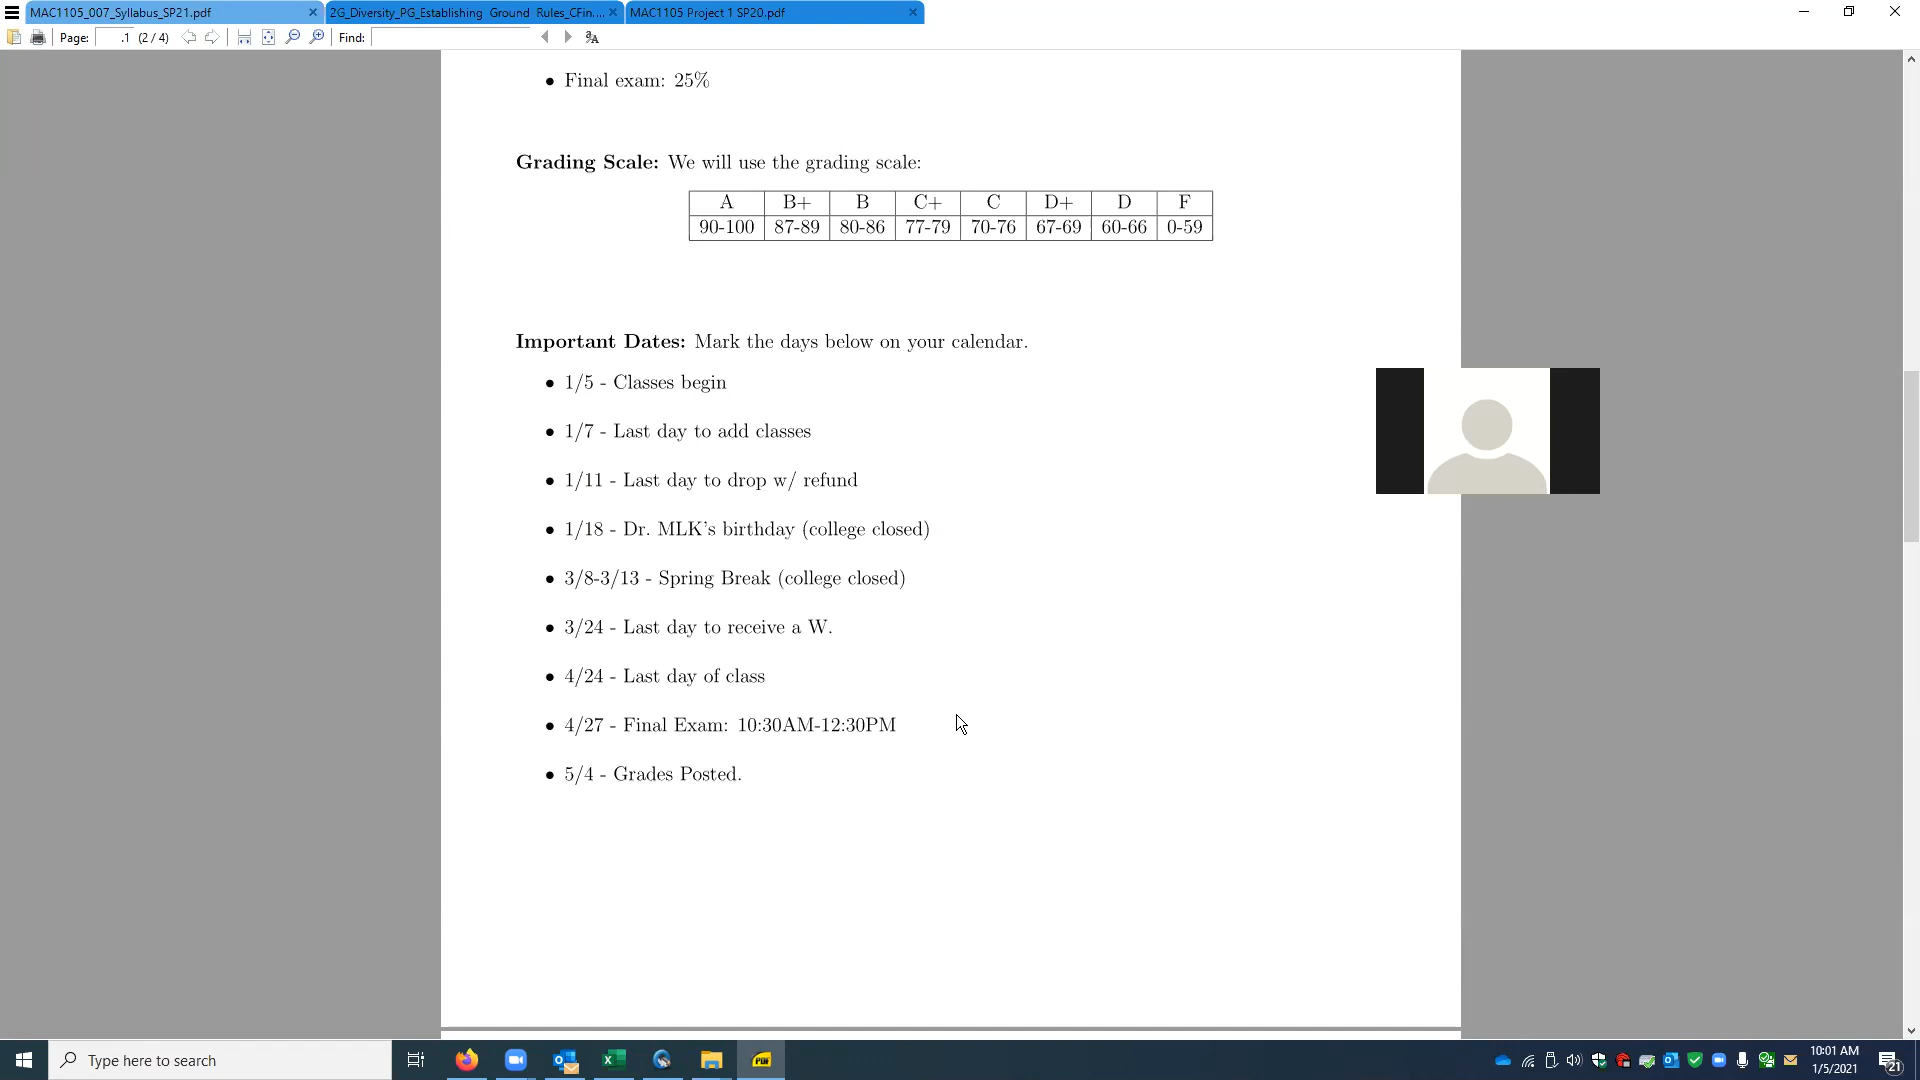 MAC1105_007_Syllabus_SP21.pdf
2G_Diversity_PG_Establishing Ground Rules_CFin....
MAC1105 Project 1 SP20.pdf
Page: .1 (2 / 4) Find:
• Final exam: 25%
Grading Scale: We will use the grading scale:
A B+ B C+ C D+ D F
90-100 87-89 80-86 77-79 70-76 67-69 60-66 0-59
Important Dates: Mark the days below on your calendar.
• 1/5 - Classes begin
• 1/7 - Last day to add classes
• 1/11 - Last day to drop w/ refund
• 1/18 - Dr. MLK's birthday (college closed)
• 3/8-3/13 - Spring Break (college closed)
• 3/24 - Last day to receive a W.
• 4/24 - Last day of class
• 4/27 - Final Exam: 10:30AM-12:30PM
• 5/4 - Grades Posted.
Type here to search
10:01 AM
1/5/2021
21